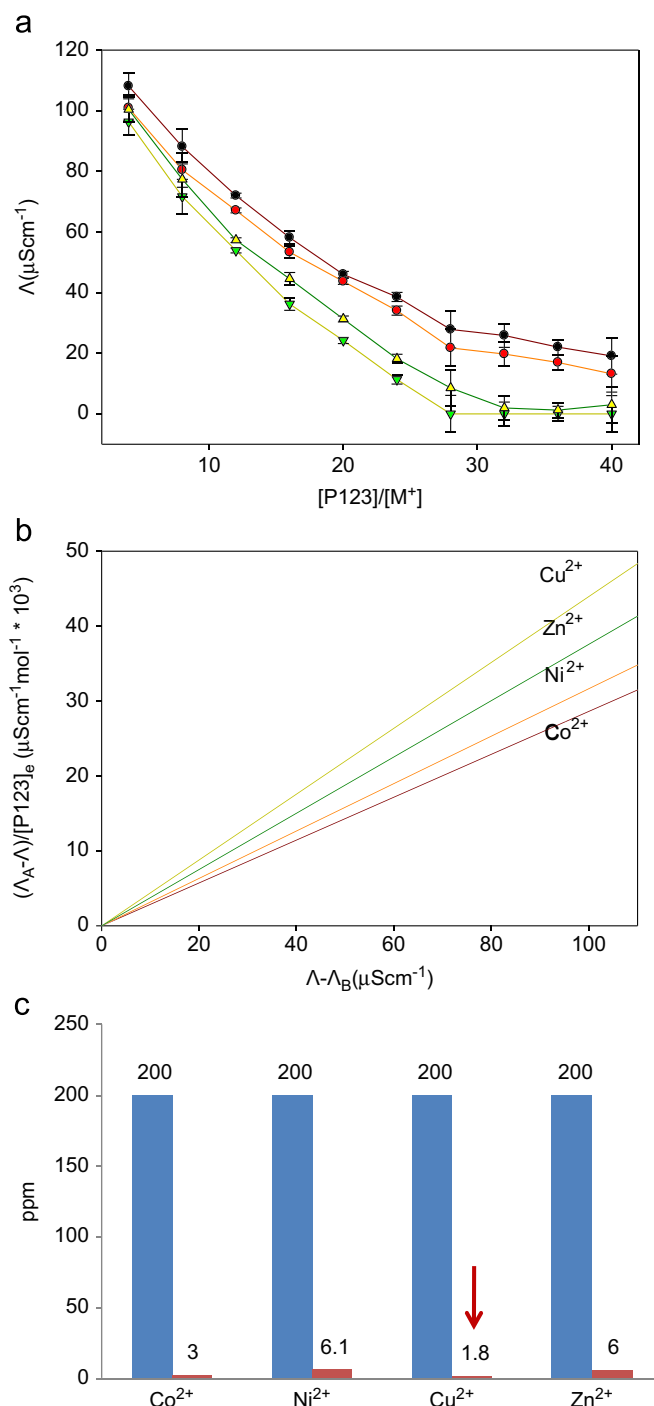 a
120
100
80
60
40
20
0
Λ(μScm⁻¹)
10 20 30 40
[P123]/[M⁺]
b
50
40
30
20
10
0
(Λ_A-Λ)/[P123]_e (μScm⁻¹mol⁻¹ * 10³)
Cu²⁺
Zn²⁺
Ni²⁺
Co²⁺
0 20 40 60 80 100
Λ-Λ_B(μScm⁻¹)
c
250
200
150
100
50
0
ppm
200 200 200 200
3 6.1 1.8 6
Co²⁺ Ni²⁺ Cu²⁺ Zn²⁺